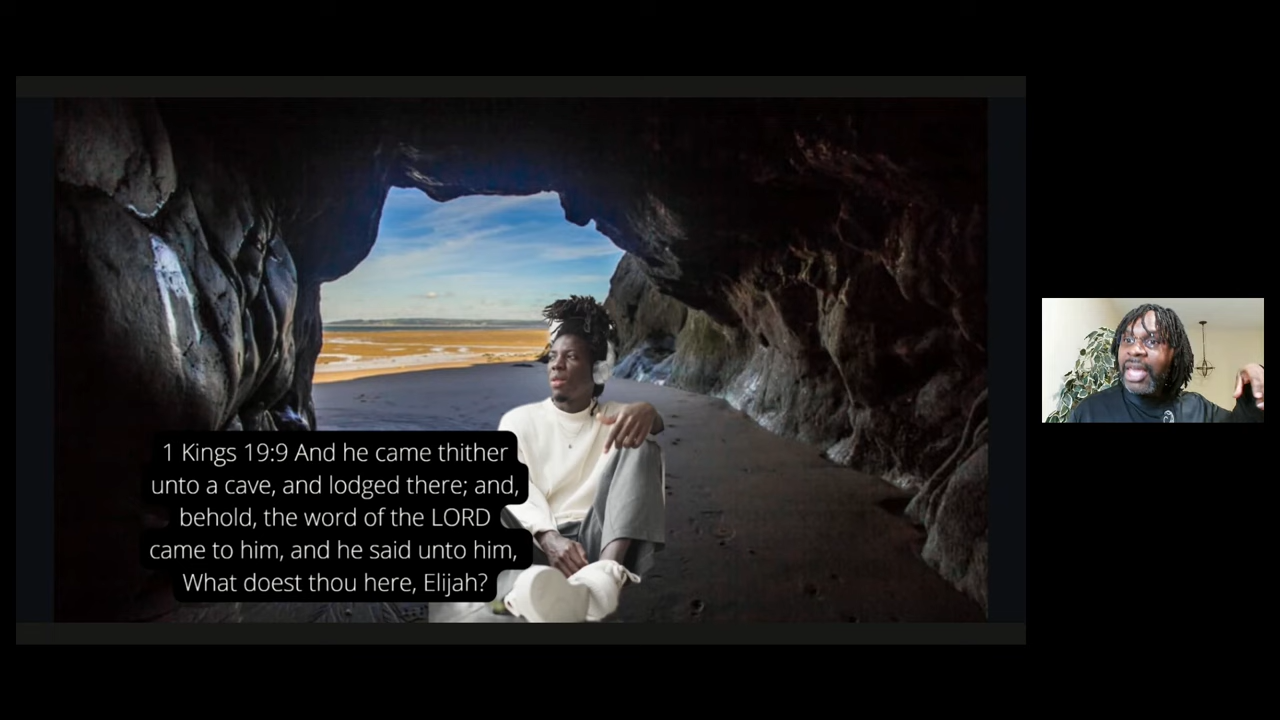 1 Kings 19:9 And he came thither
unto a cave, and lodged there; and,
behold, the word of the LORD
came to him, and he said unto him,
What doest thou here, Elijah?